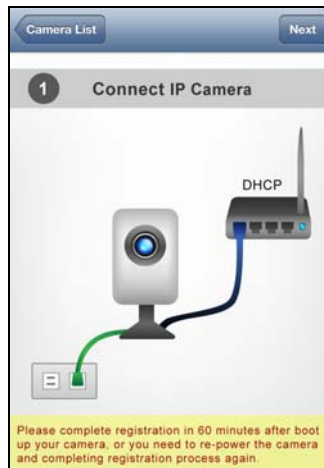 Camera List
Next
1
Connect IP Camera
DHCP
Please complete registration in 60 minutes after boot
up your camera, or you need to re-power the camera
and completing registration process again.